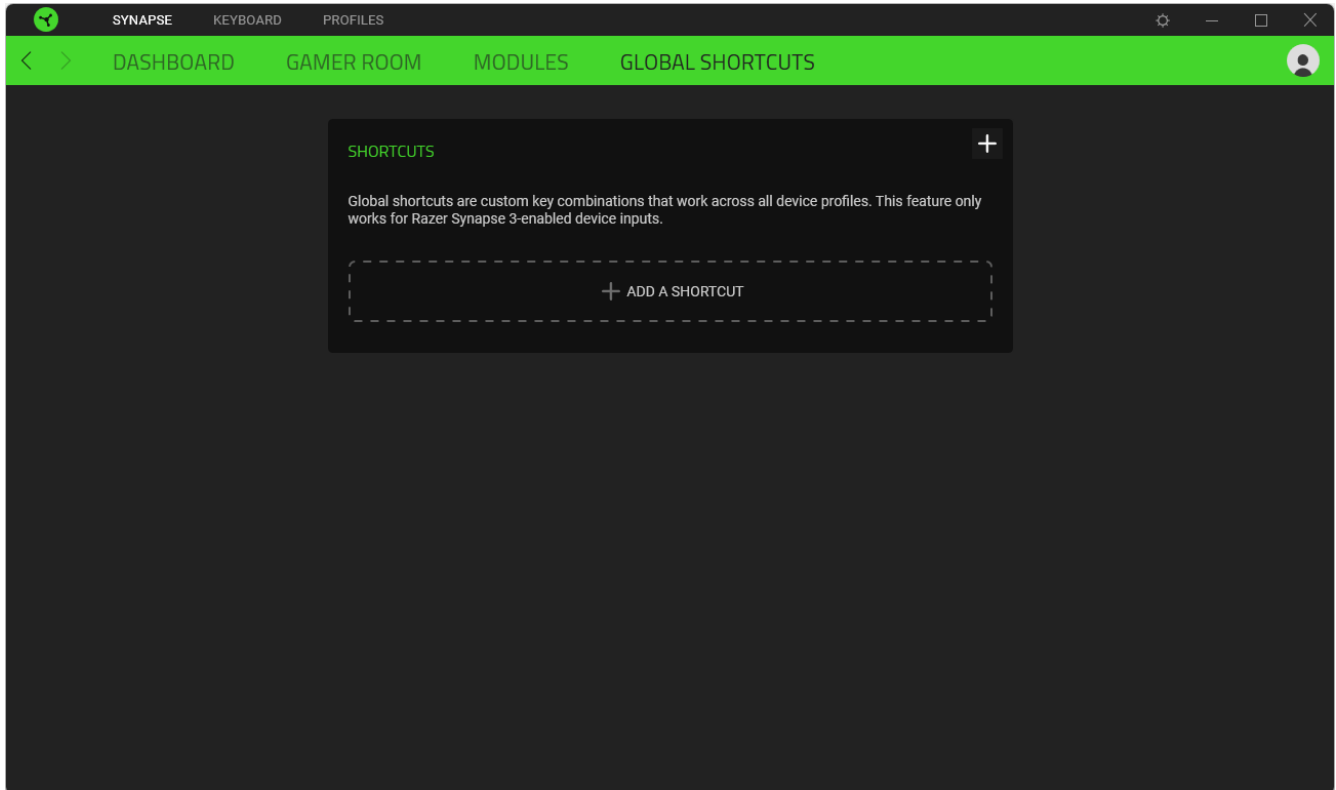 SYNAPSE KEYBOARD PROFILES
DASHBOARD GAMER ROOM MODULES GLOBAL SHORTCUTS
SHORTCUTS
Global shortcuts are custom key combinations that work across all device profiles. This feature only
works for Razer Synapse 3-enabled device inputs.
ADD A SHORTCUT